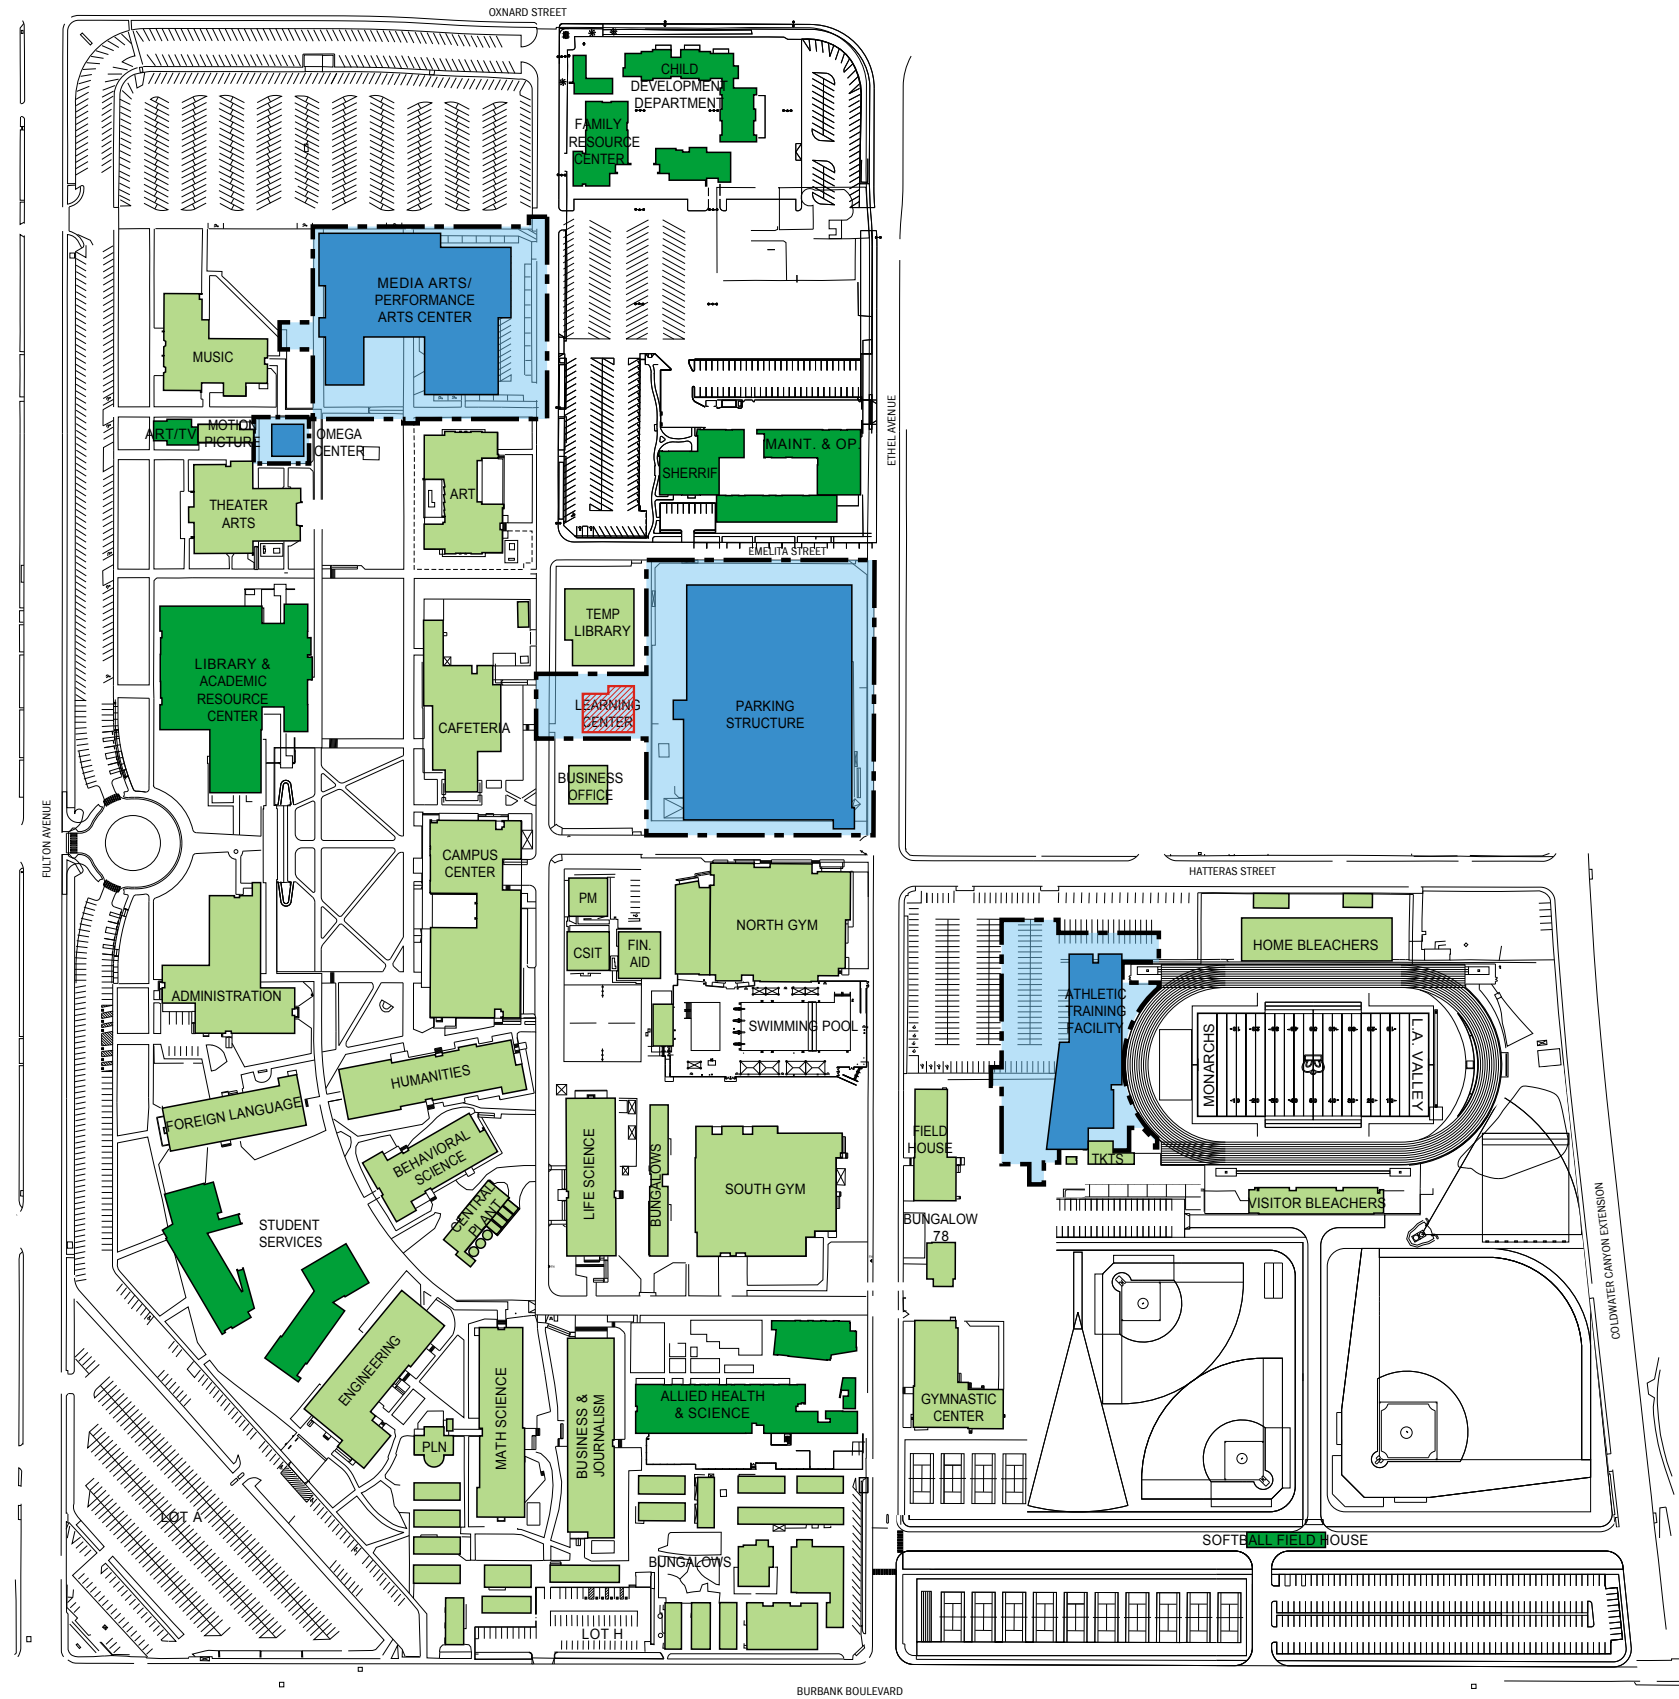 OXNARD STREET
CHILD
DEVELOPMENT
DEPARTMENT
FAMILY
RESOURCE
CENTER
MEDIA ARTS/
PERFORMANCE
ARTS CENTER
MUSIC
ART/TV
MOTION
PICTURE
OMEGA
CENTER
THEATER
ARTS
ART
SHERRIF
MAINT. & OP.
ETHEL AVENUE
EMELITA STREET
TEMP
LIBRARY
LIBRARY &
ACADEMIC
RESOURCE
CENTER
CAFETERIA
LEARNING
CENTER
PARKING
STRUCTURE
BUSINESS
OFFICE
FULTON AVENUE
CAMPUS
CENTER
HATTERAS STREET
PM
CSIT
FIN.
AID
NORTH GYM
HOME BLEACHERS
ADMINISTRATION
SWIMMING POOL
ATHLETIC
TRAINING
FACILITY
MONARCHS
L.A. VALLEY
HUMANITIES
FOREIGN LANGUAGE
BEHAVIORAL
SCIENCE
CENTRAL
PLANT
LIFE SCIENCE
BUNGALOWS
SOUTH GYM
FIELD
HOUSE
TKTS
VISITOR BLEACHERS
BUNGALOW
78
STUDENT
SERVICES
COLDWATER CANYON EXTENSION
ENGINEERING
MATH SCIENCE
BUSINESS &
JOURNALISM
ALLIED HEALTH
& SCIENCE
GYMNASTIC
CENTER
PLN
LOT A
BUNGALOWS
SOFTBALL FIELD HOUSE
LOT H
BURBANK BOULEVARD